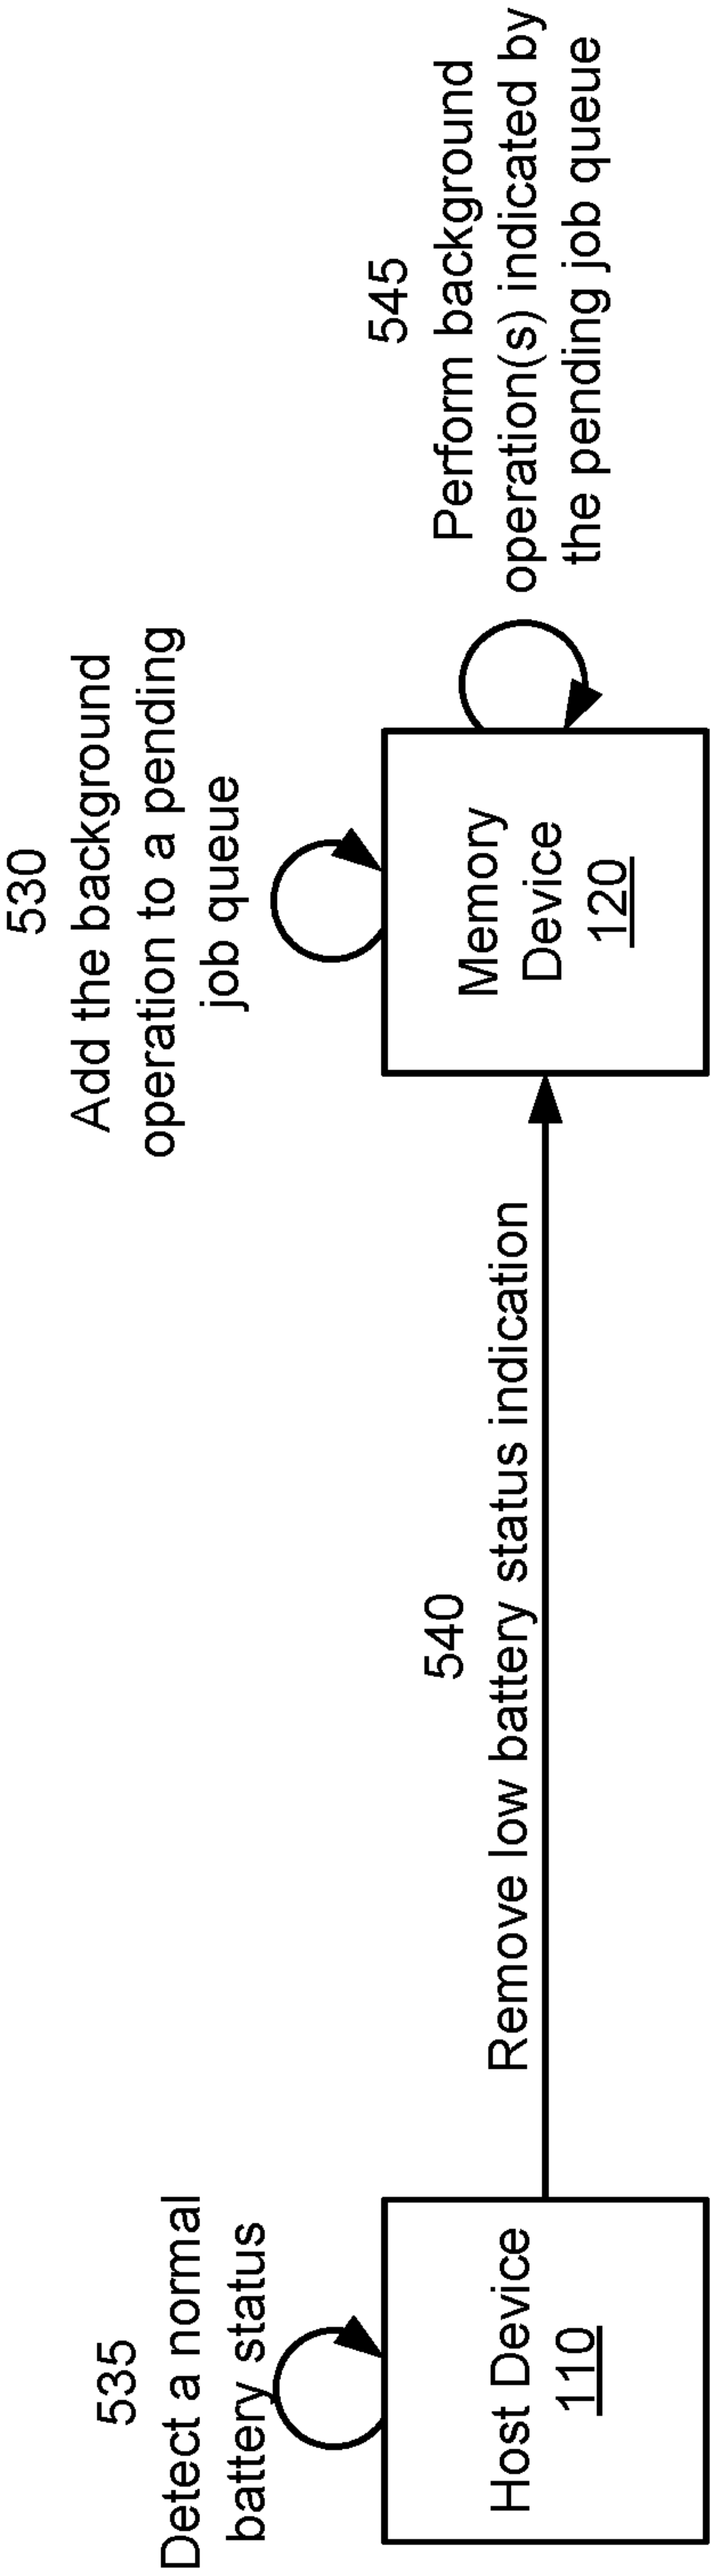 530
Add the background
operation to a pending
job queue
535
Detect a normal
battery status
540
Remove low battery status indication
545
Perform background
operation(s) indicated by
the pending job queue
Host Device
110
Memory
Device
120